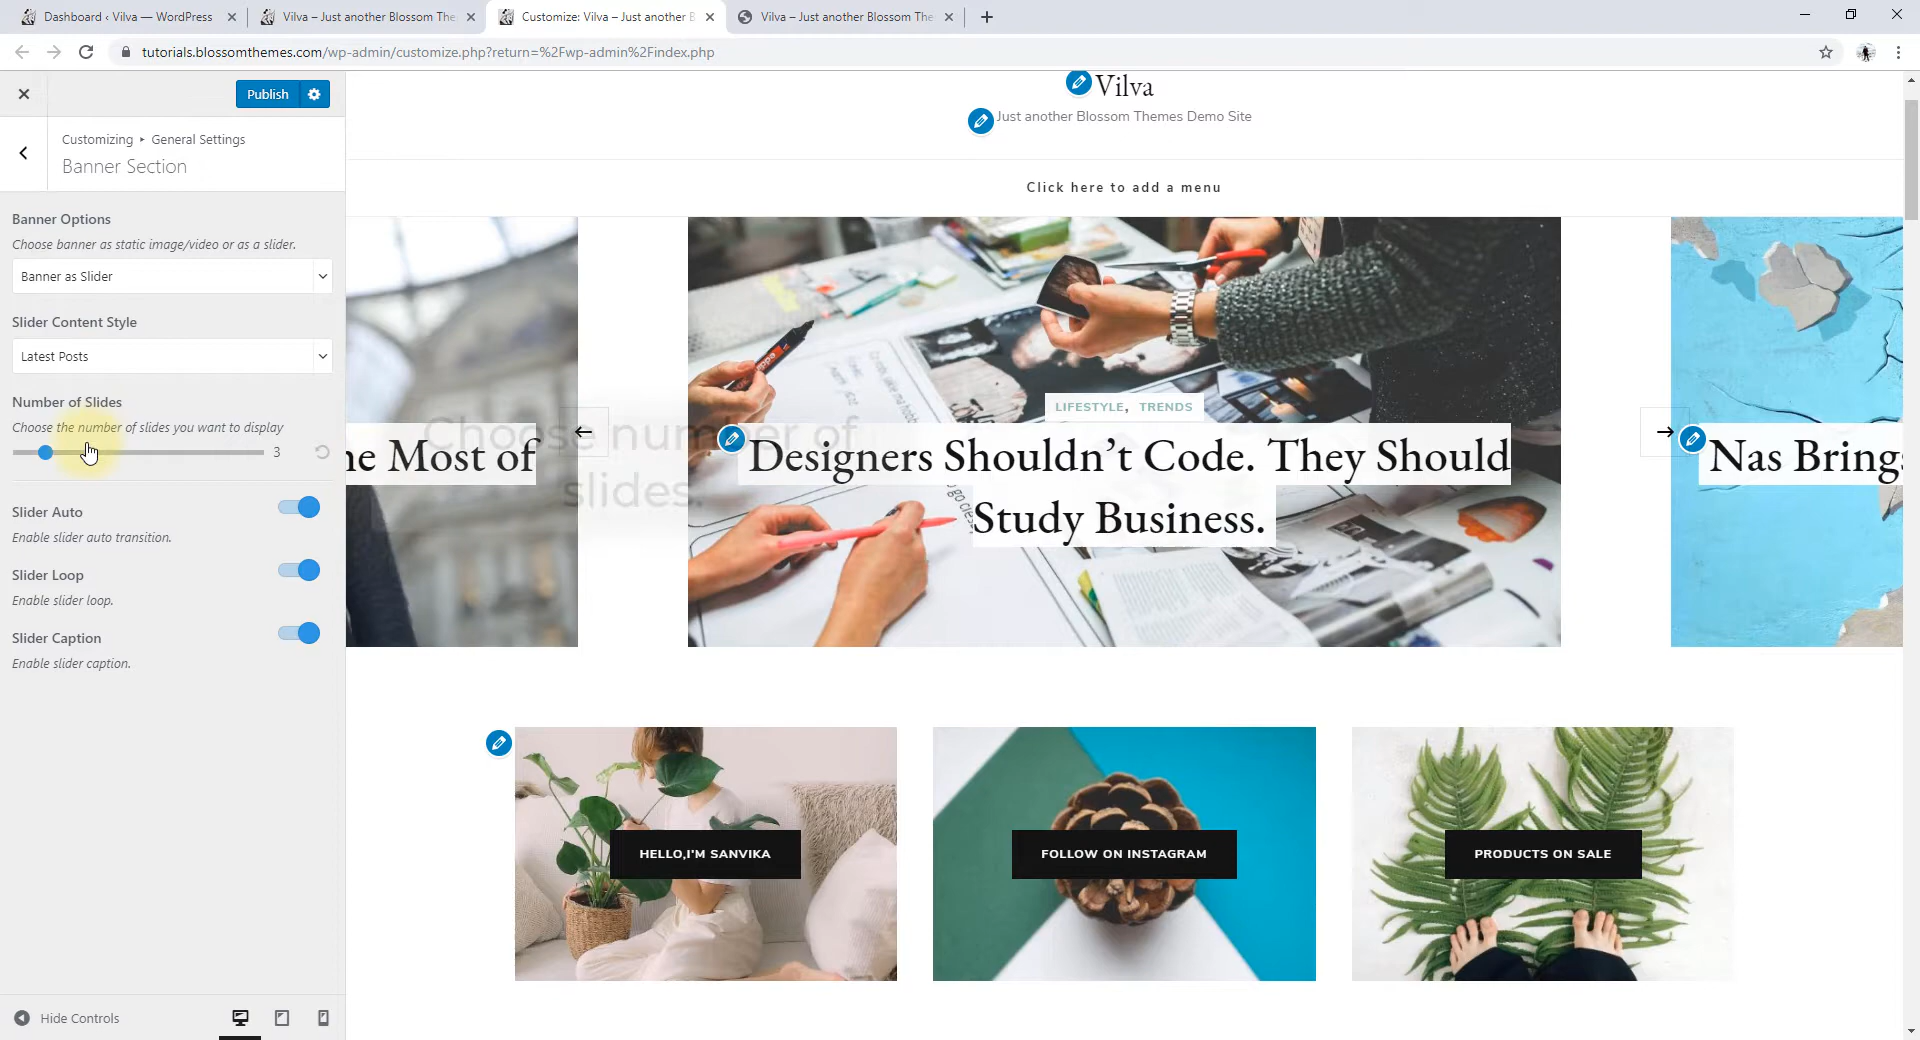 Dashboard ‹ Vilva — WordPress
Vilva – Just another Blossom The
Customize: Vilva – Just another B
Vilva – Just another Blossom The
tutorials.blossomthemes.com/wp-admin/customize.php?return=%2Fwp-admin%2Findex.php
Publish
Customizing ▸ General Settings
Banner Section
Banner Options
Choose banner as static image/video or as a slider.
Banner as Slider
Slider Content Style
Latest Posts
Number of Slides
Choose the number of slides you want to display
3
Slider Auto
Enable slider auto transition.
Slider Loop
Enable slider loop.
Slider Caption
Enable slider caption.
Hide Controls
Vilva
Just another Blossom Themes Demo Site
Click here to add a menu
LIFESTYLE, TRENDS
he Most of
Designers Shouldn't Code. They Should
Study Business.
Nas Brings
Choose number of
slides.
HELLO,I'M SANVIKA
FOLLOW ON INSTAGRAM
PRODUCTS ON SALE